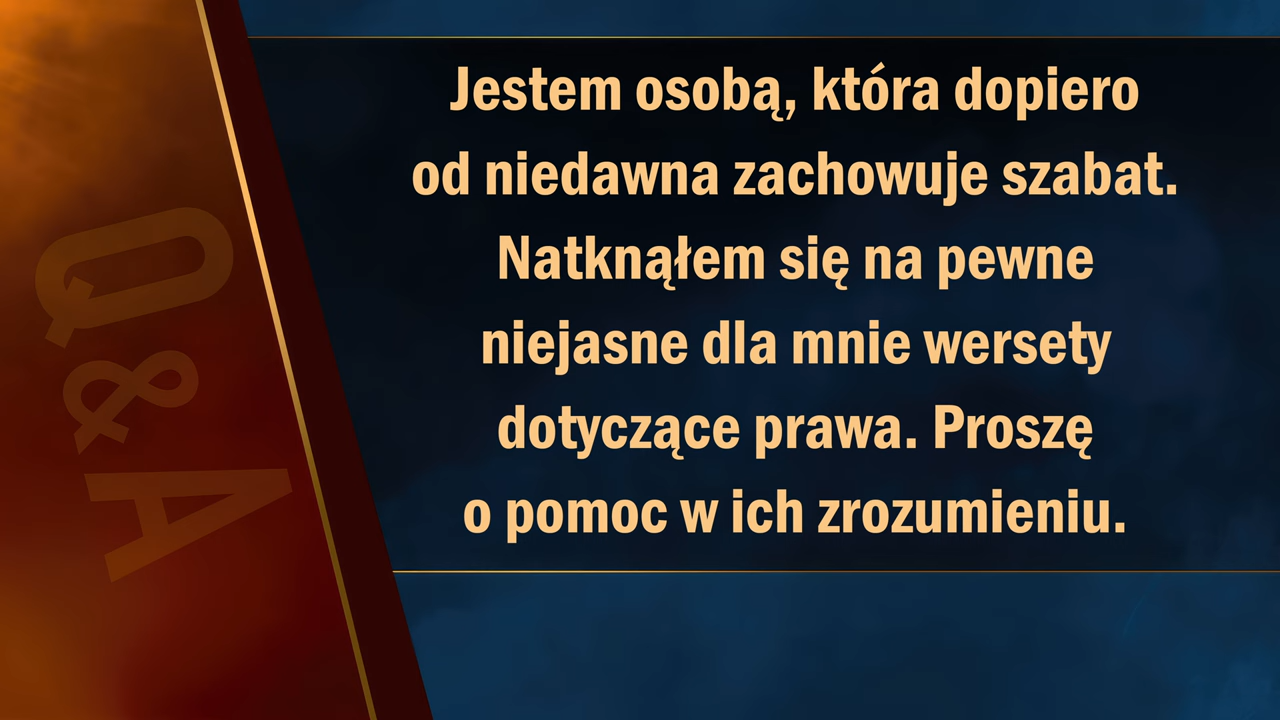 Q & A
Jestem osobą, która dopiero
od niedawna zachowuje szabat.
Natknąłem się na pewne
niejasne dla mnie wersety
dotyczące prawa. Proszę
o pomoc w ich zrozumieniu.